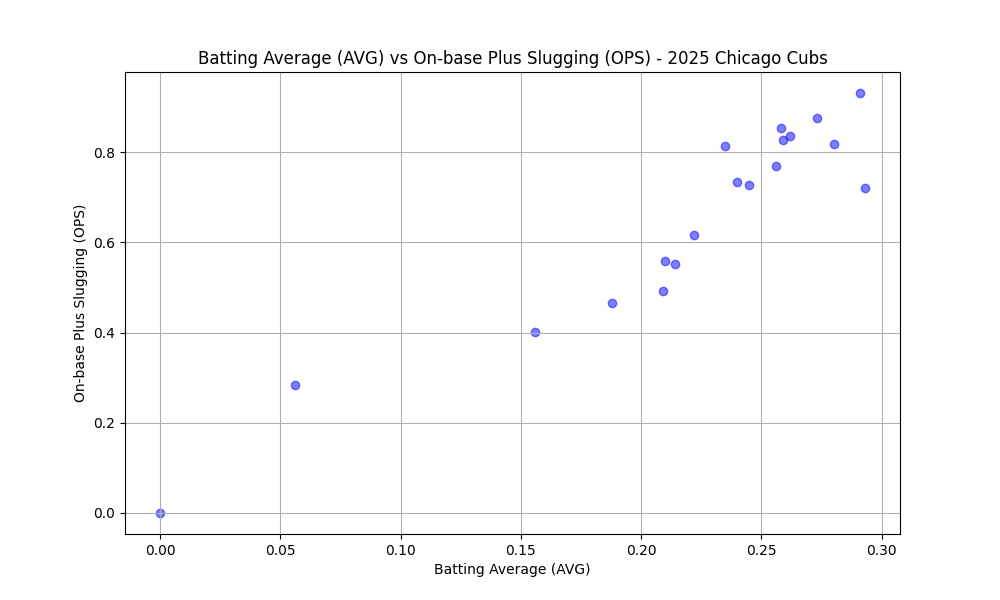 Batting Average (AVG) vs On-base Plus Slugging (OPS) - 2025 Chicago Cubs
On-base Plus Slugging (OPS)
0.8
0.6
0.4
0.2
0.0
0.00 0.05 0.10 0.15 0.20 0.25 0.30
Batting Average (AVG)